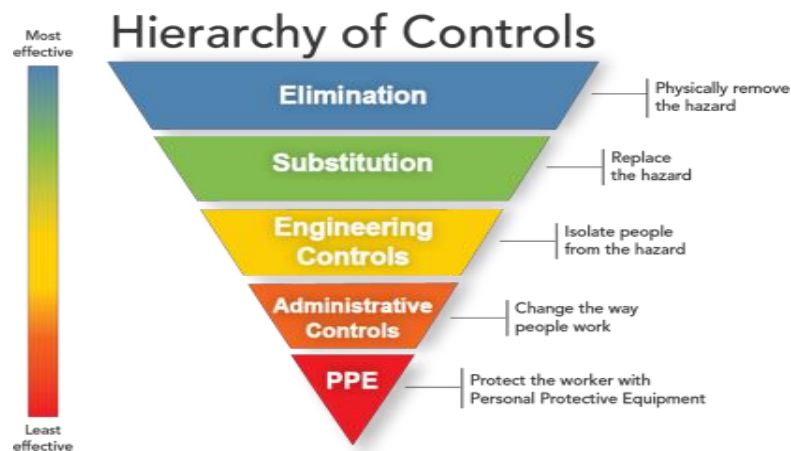 Hierarchy of Controls
Most
effective
Elimination
Physically remove
the hazard
Substitution
Replace
the hazard
Engineering
Controls
Isolate people
from the hazard
Administrative
Controls
Change the way
people work
PPE
Protect the worker with
Personal Protective Equipment
Least
effective